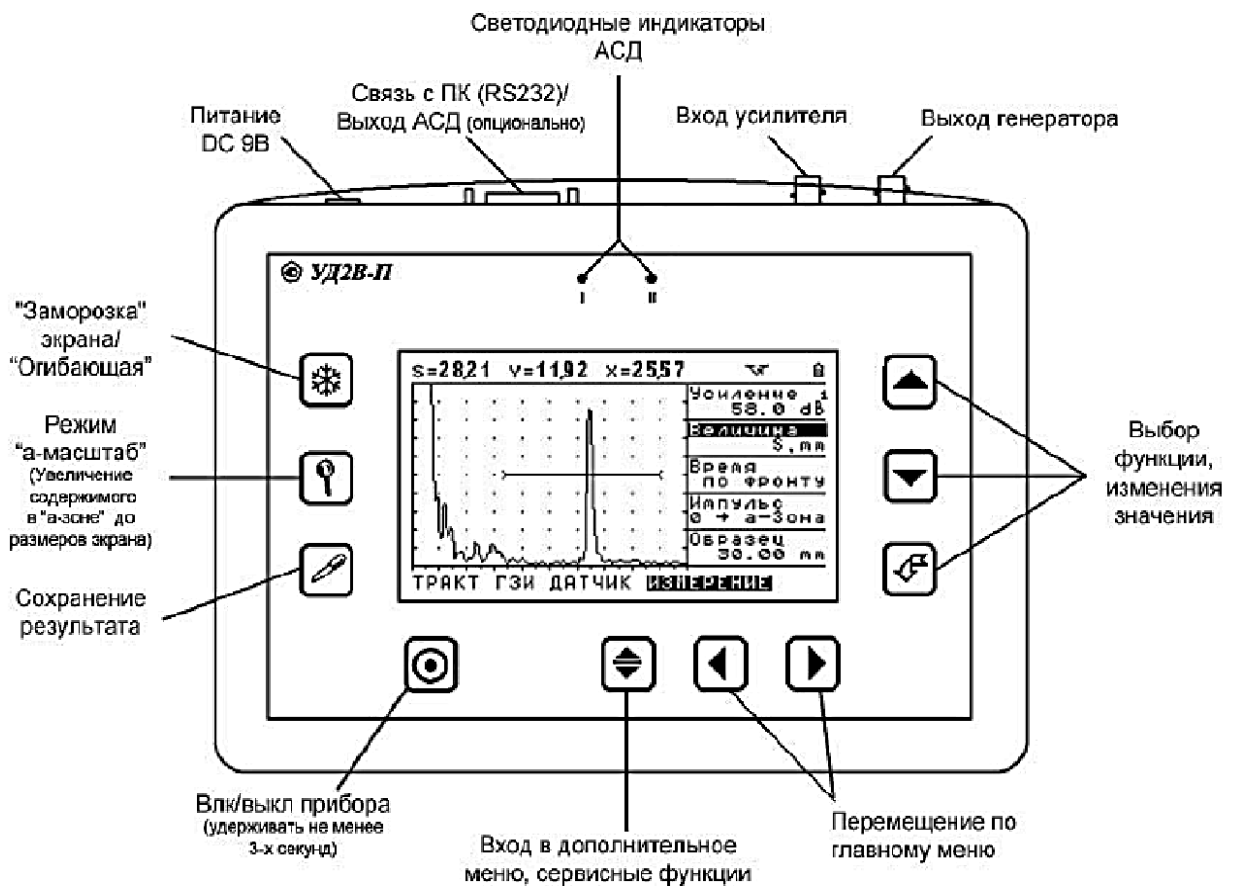 Светодиодные индикаторы
АСД
Связь с ПК (RS232)/
Выход АСД (опционально)
Питание
DC 9В
Вход усилителя
Выход генератора
УД2В-П
I
II
"Заморозка"
экрана/
“Огибающая”
Режим
“а-масштаб”
(Увеличение
содержимого
в “а-зоне” до
размеров экрана)
Сохранение
результата
S=28,21 Y=11,92 X=25,57
Усиление 1
58.0 dB
Величина
S,mm
Время
по фронту
Импульс
0 → а-Зона
Образец
30.00 mm
ТРАКТ ГЗИ ДАТЧИК ИЗМЕРЕНИЕ
Выбор
функции,
изменения
значения
Влк/выкл прибора
(удерживать не менее
3-х секунд)
Вход в дополнительное
меню, сервисные функции
Перемещение по
главному меню